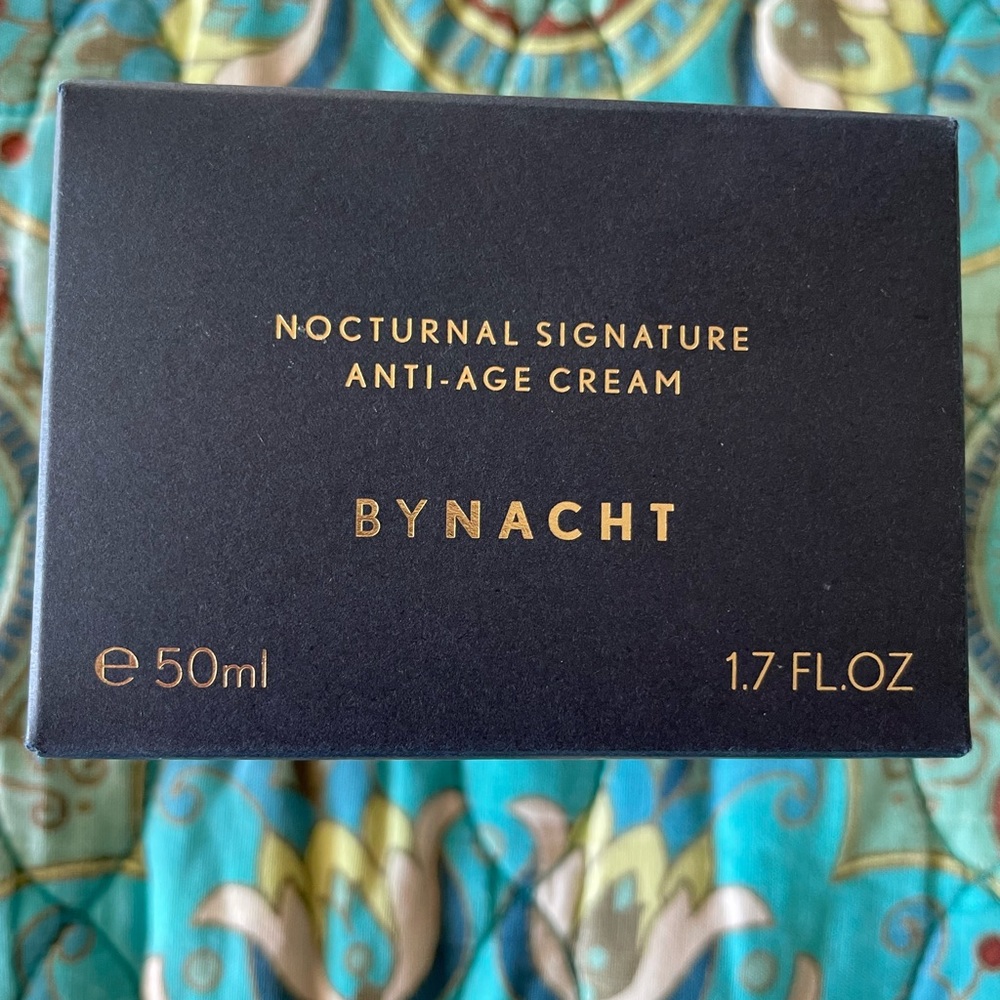 NOCTURNAL SIGNATURE
ANTI-AGE CREAM
BYNACHT
℮ 50ml 1.7 FL.OZ